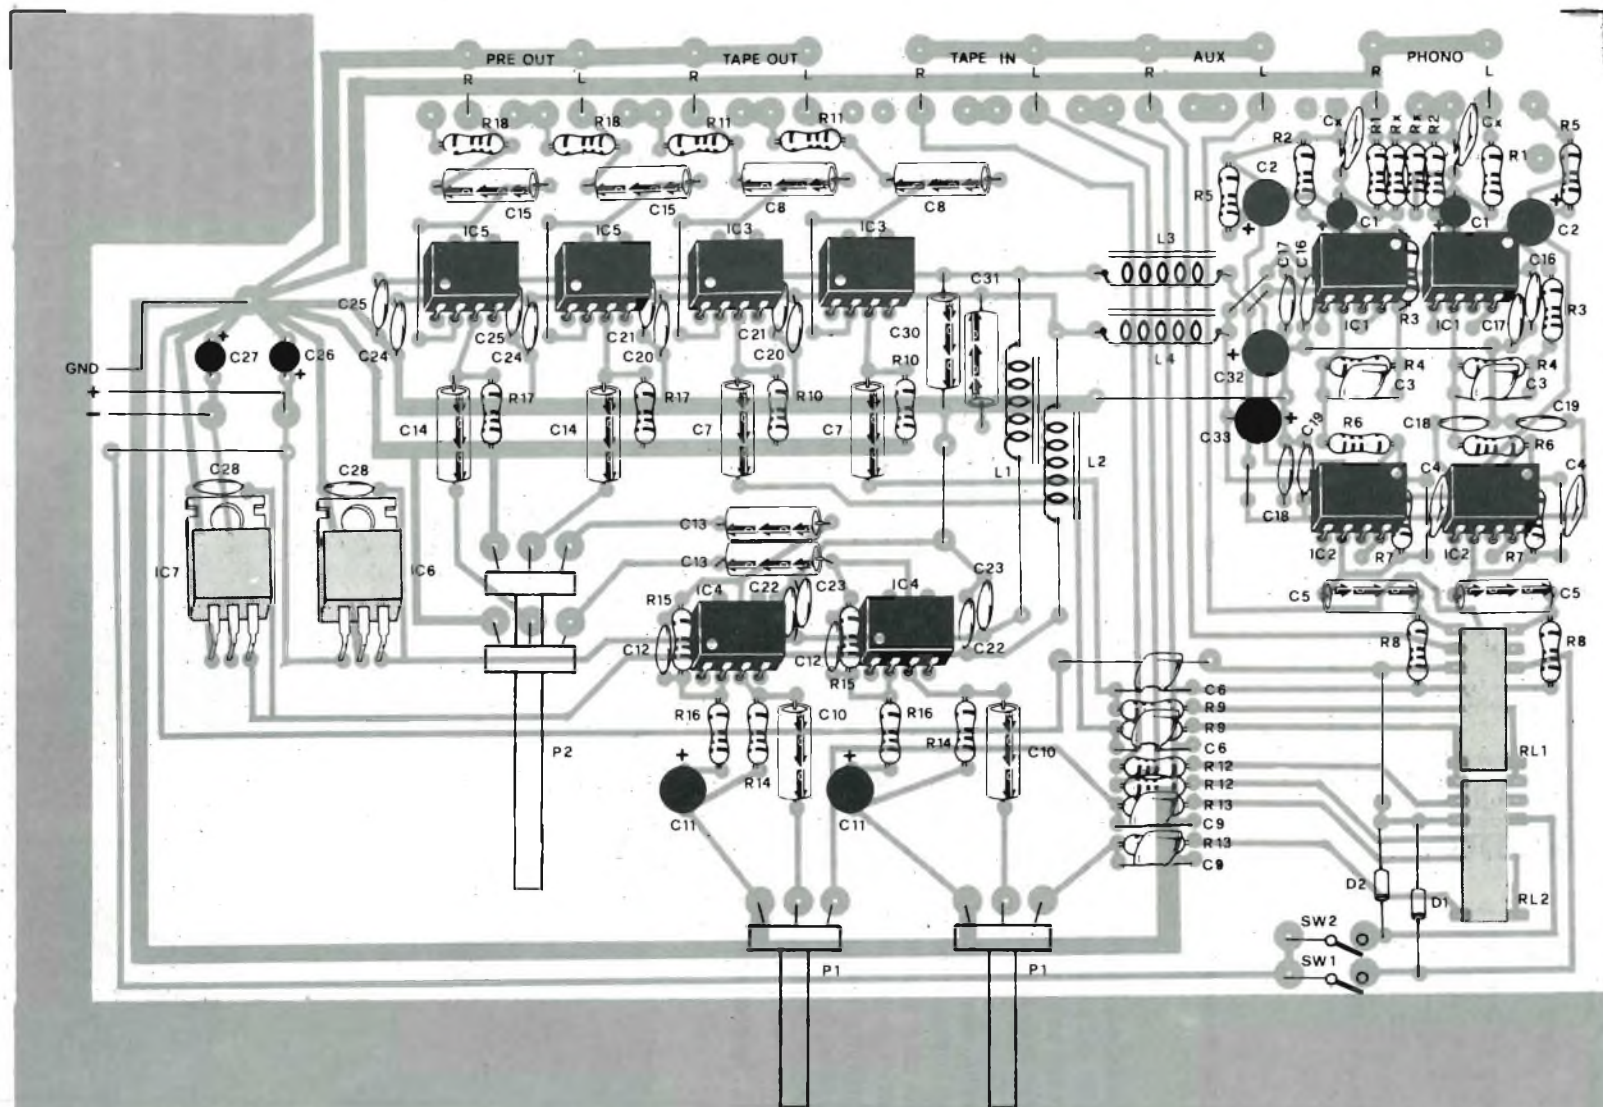 PRE OUT TAPE OUT TAPE IN AUX PHONO
R L R L R L R L R L
R18 R18 R11 R11 R2 Cx R1 Rx Rx R2 Cx R1 R5
C15 C15 C8 C8 R5 C2 C1 C1 C2
IC5 IC5 IC3 IC3 L3 C17 C16 C16
C25 C24 C25 C24 C21 C20 C21 C20 C30 C31 R10 L4 IC1 R3 IC1 C17 R3
GND C27 C26 C32 R4 C3 R4 C3
+
−
C14 R17 C14 R17 C7 R10 C7 C33 C19 R6 C18 R6 C19
C28 C28 L1 L2 C4 C4
C13
C13 C18 IC2 R7 IC2 R7
IC7 IC6 R15 IC4 C22 C23 IC4 C23 C5 C5
C12 C12 R15 C22 R8 R8
R16 R14 C10 R16 R14 C10
C6
R9
R9
C6
R12
R12
R13
C9
R13
C9
P2 RL1
C11 C11
D2 D1 RL2
SW2
SW1
P1 P1